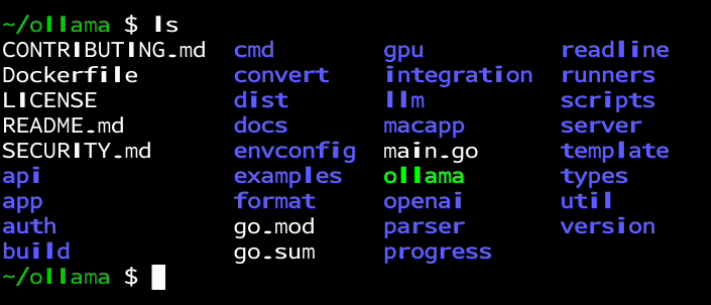 ~/ollama $ ls
CONTRIBUTING.md  cmd        gpu          readline
Dockerfile       convert    integration  runners
LICENSE          dist       llm          scripts
README.md        docs       macapp       server
SECURITY.md      envconfig  main.go      template
api              examples   ollama       types
app              format     openai       util
auth             go.mod     parser       version
build            go.sum     progress
~/ollama $